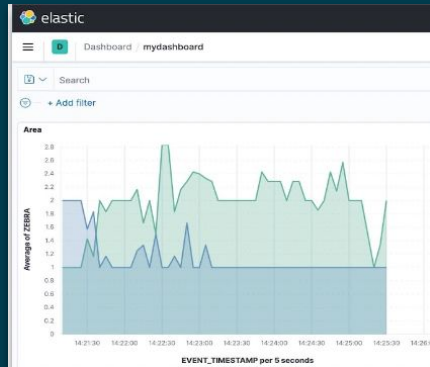 elastic
D Dashboard / mydashboard
Search
+ Add filter
Area
2.8
2.6
2.4
2.2
2
1.8
1.6
1.4
1.2
1
0.8
0.6
0.4
0.2
0
Average of ZEBRA
14:21:30 14:22:00 14:22:30 14:23:00 14:23:30 14:24:00 14:24:30 14:25:00 14:25:30 14:26:0
EVENT_TIMESTAMP per 5 seconds